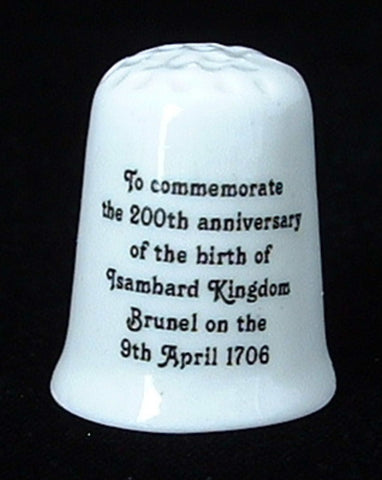 To commemorate
the 200th anniversary
of the birth of
Isambard Kingdom
Brunel on the
9th April 1706